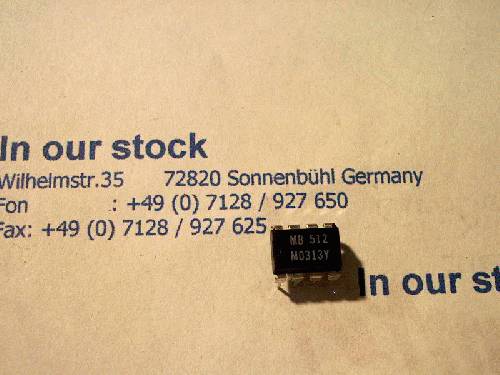 In our stock
Wilhelmstr.35 72820 Sonnenbühl Germany
Fon : +49 (0) 7128 / 927 650
Fax: +49 (0) 7128 / 927 625
MB 512
M0313Y
In our st